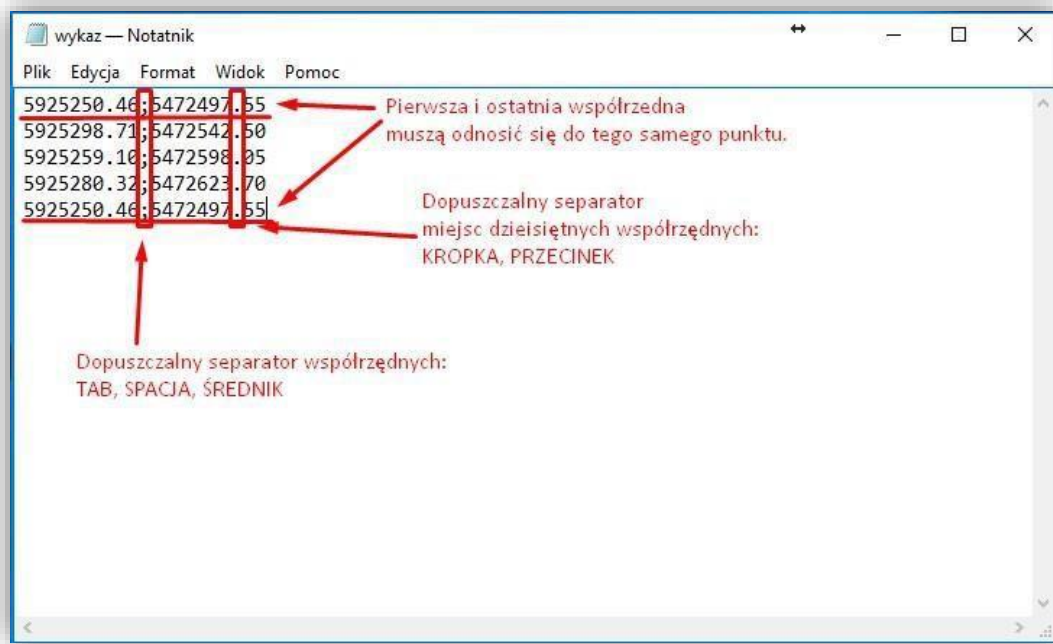 wykaz — Notatnik
Plik Edycja Format Widok Pomoc
5925250.46;5472497.55
5925298.71;5472542.50
5925259.10;5472598.05
5925280.32;5472623.70
5925250.46;5472497.55
Pierwsza i ostatnia współrzedna
muszą odnosić się do tego samego punktu.
Dopuszczalny separator
miejsc dzieisiętnych współrzędnych:
KROPKA, PRZECINEK
Dopuszczalny separator współrzędnych:
TAB, SPACJA, ŚREDNIK